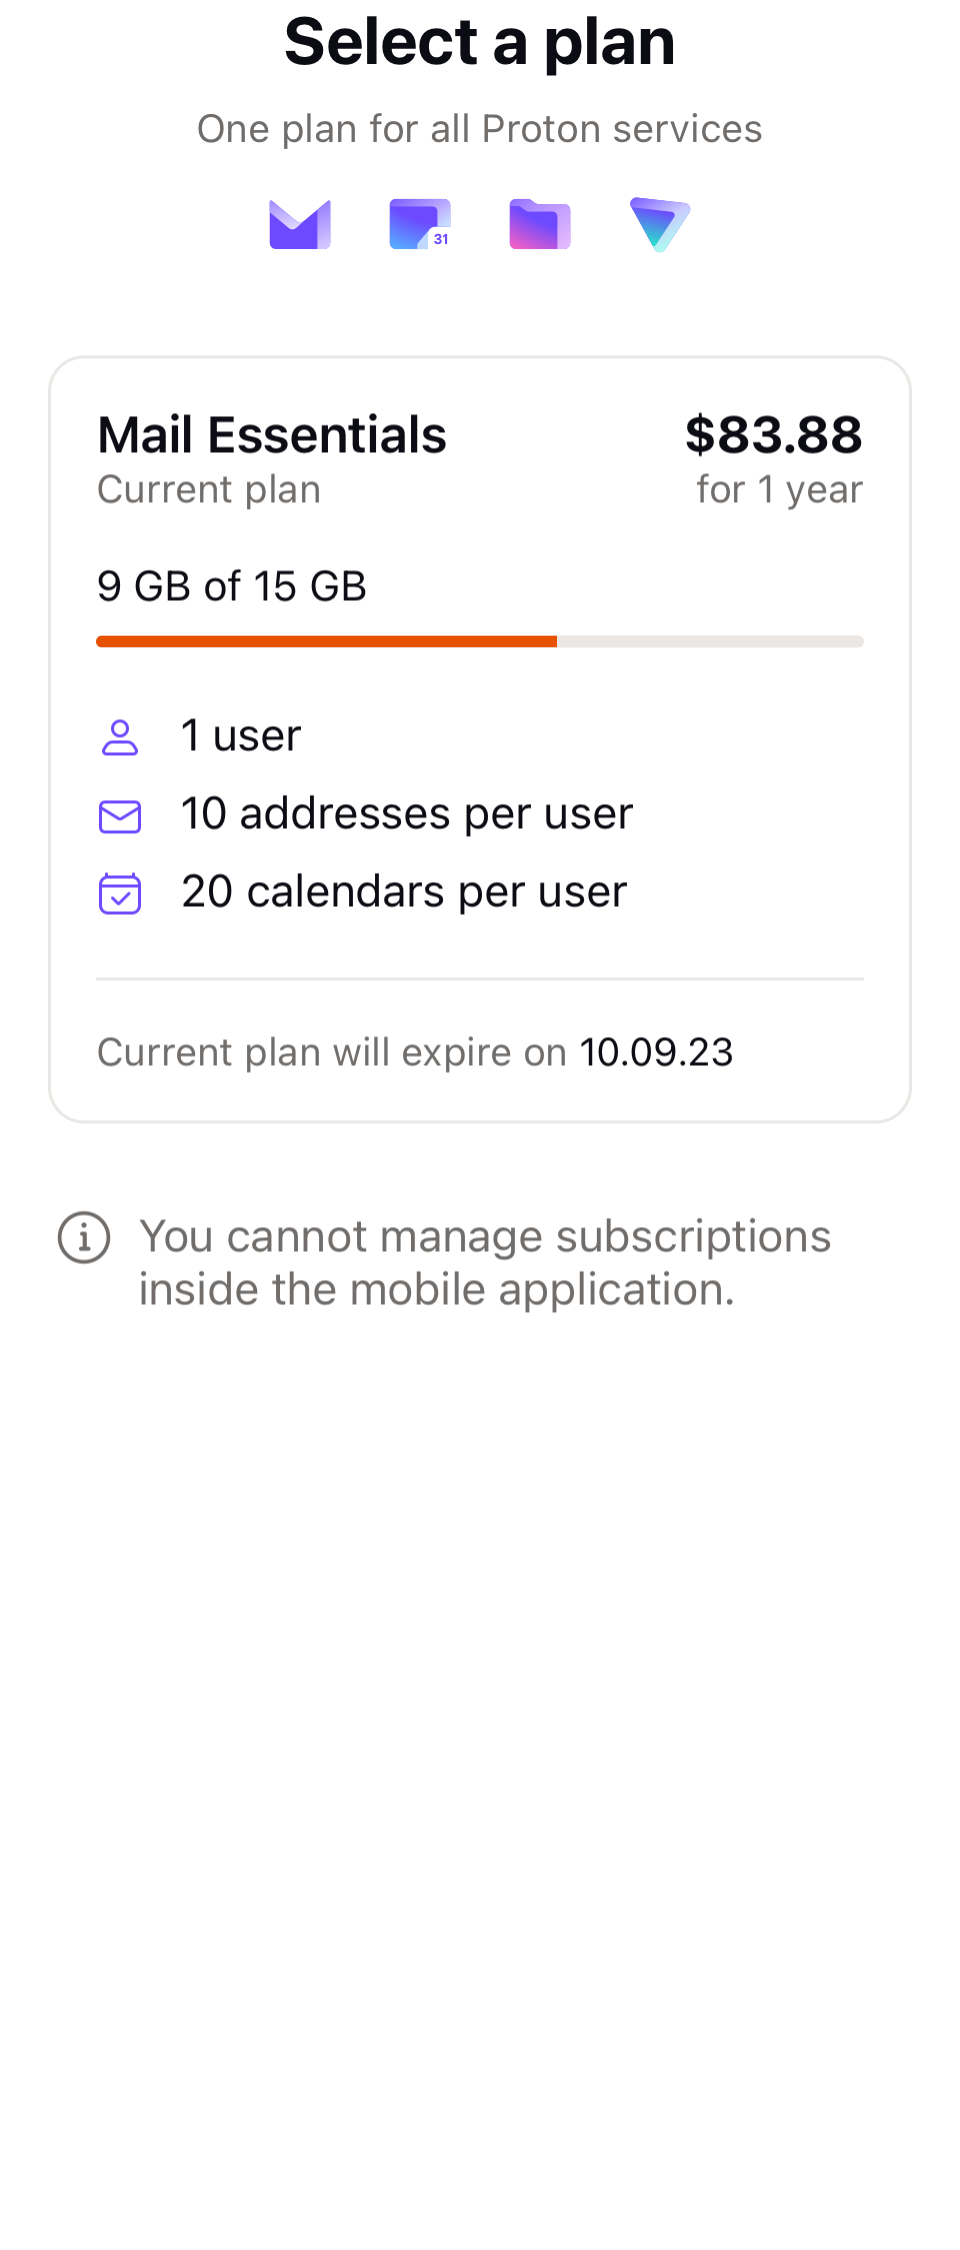 Select a plan
One plan for all Proton services
31
Mail Essentials
$83.88
Current plan
for 1 year
9 GB of 15 GB
1 user
10 addresses per user
20 calendars per user
Current plan will expire on 10.09.23
You cannot manage subscriptions
inside the mobile application.